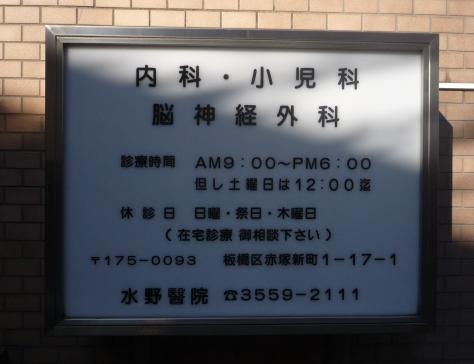 内科・小児科
脳神経外科
診療時間 AM9：00～PM6：00
但し土曜日は12：00迄
休診日 日曜・祭日・木曜日
（在宅診療 御相談下さい）
〒175－0093 板橋区赤塚新町1－17－1
水野醫院 ☎3559－2111